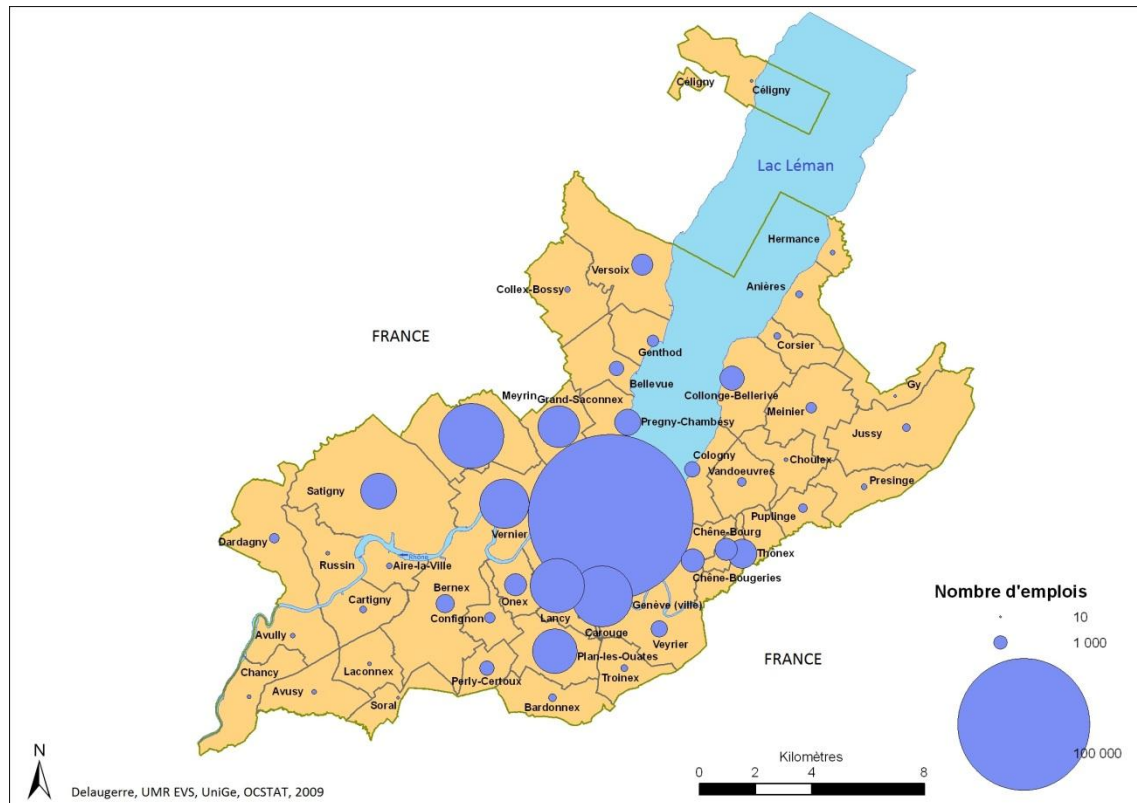 Céligny
Céligny
Lac Léman
Hermance
Versoix
Collex-Bossy
Anières
FRANCE
Corsier
Genthod
Bellevue
Gy
Collonge-Bellerive
Meyrin
Grand-Saconnex
Meinier
Pregny-Chambésy
Jussy
Cologny
Choulex
Vandoeuvres
Presinge
Satigny
Puplinge
Vernier
Chêne-Bourg
Dardagny
Thônex
Russin
Rhône
Aire-la-Ville
Chêne-Bougeries
Bernex
Cartigny
Onex
Genève (ville)
Confignon
Lancy
Carouge
Avully
Veyrier
Plan-les-Ouates
FRANCE
Chancy
Laconnex
Perly-Certoux
Troinex
Avusy
Soral
Bardonnex
Nombre d'emplois
10
1 000
100 000
N
Kilomètres
0 2 4 8
Delaugerre, UMR EVS, UniGe, OCSTAT, 2009